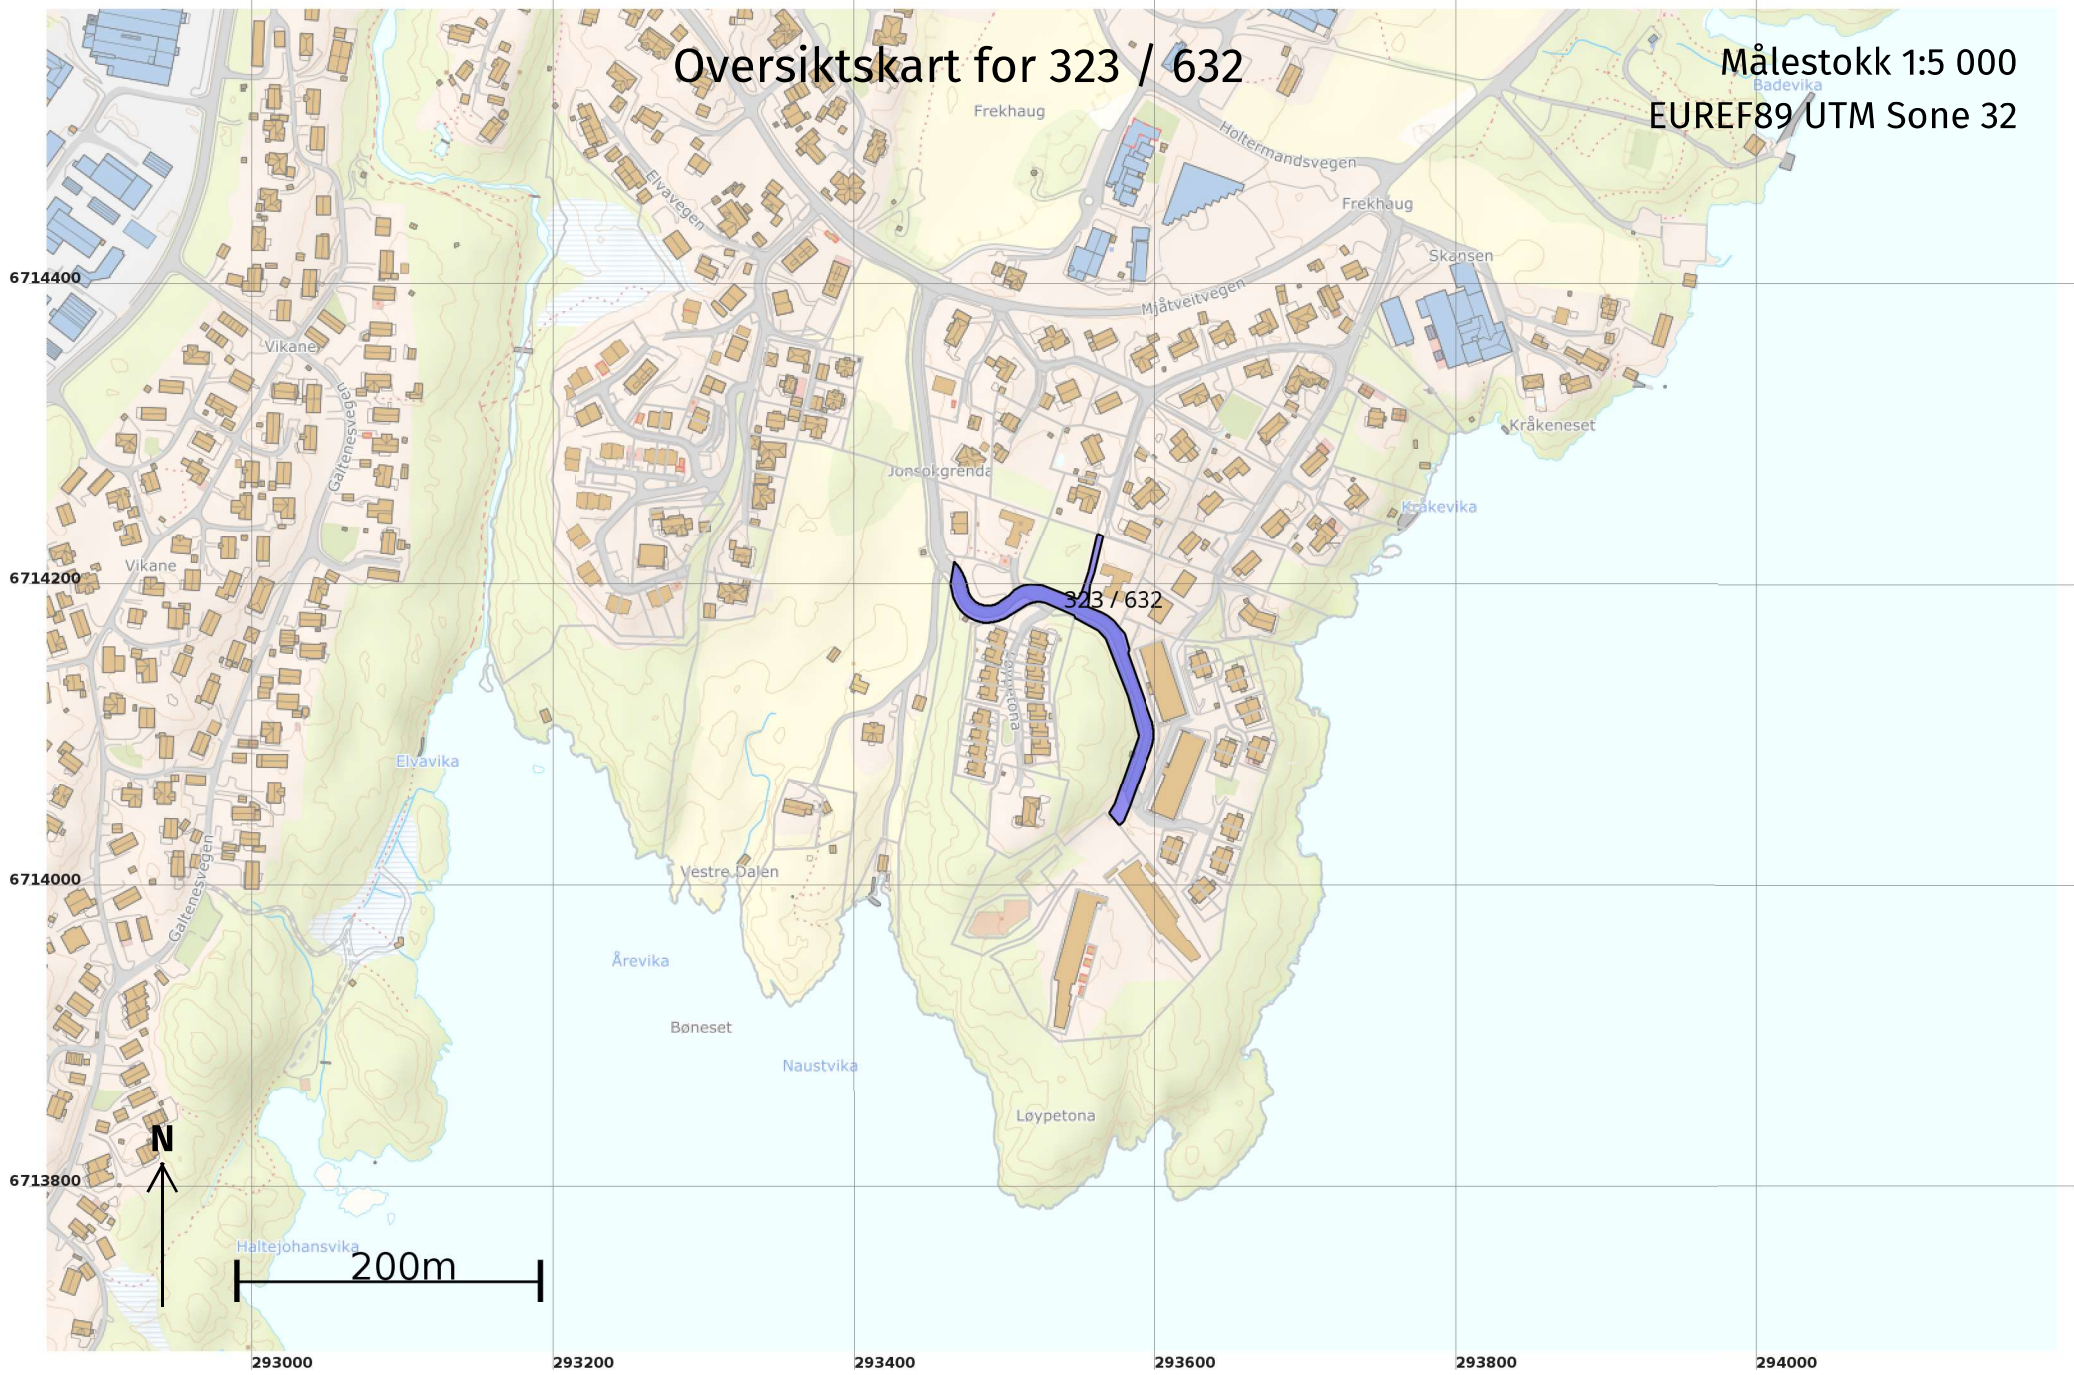 Oversiktskart for 323 / 632
Målestokk 1:5 000
EUREF89 UTM Sone 32
Badevika
Frekhaug
Holtermandsvegen
Elvavegen
Frekhaug
Skansen
6714400
Mjåtveitvegen
Vikane
Galtenesvegen
Kråkeneset
Jonsokgrenda
Kråkevika
Vikane
6714200
323 / 632
Løypetona
Elvavika
Vestre Dalen
6714000
Galtenesvegen
Årevika
Bøneset
Naustvika
Løypetona
N
6713800
Haltejohansvika
200m
293000
293200
293400
293600
293800
294000